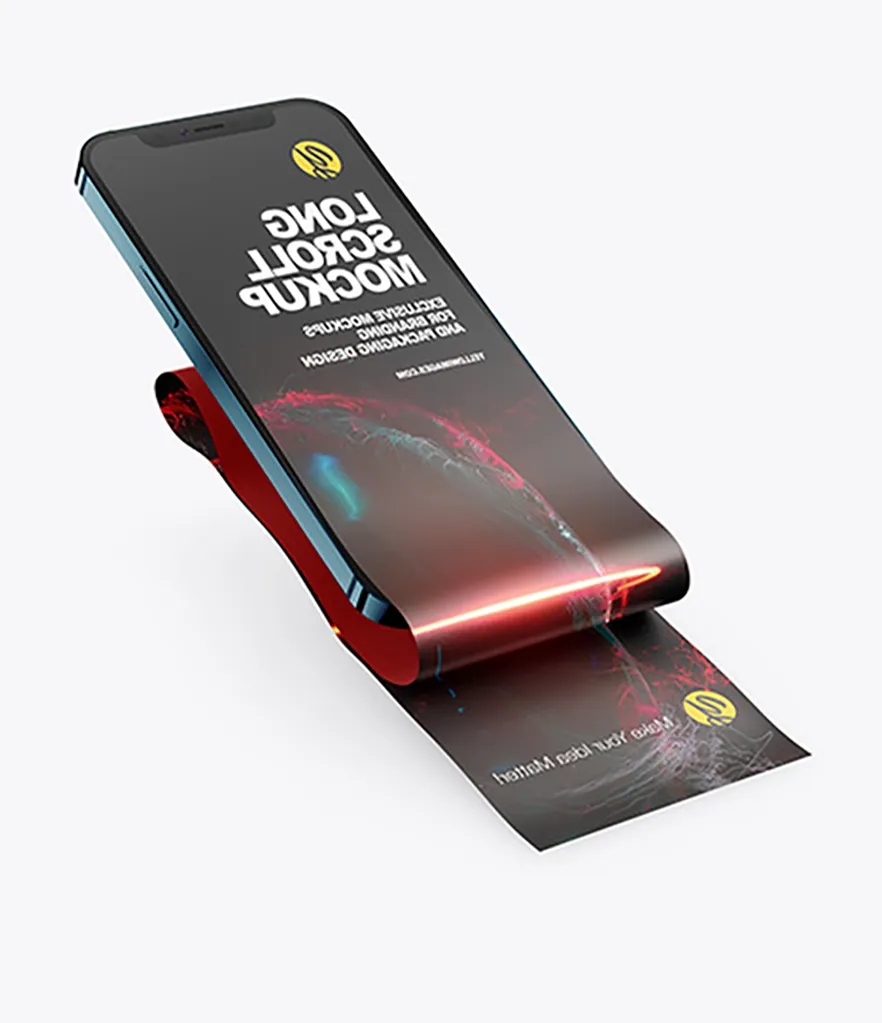 LONG
SCROLL
MOCKUP
EXCLUSIVE MOCKUPS
FOR BRANDING
AND PACKAGING DESIGN
YELLOWIMAGES.COM
Make Your Idea Matter!